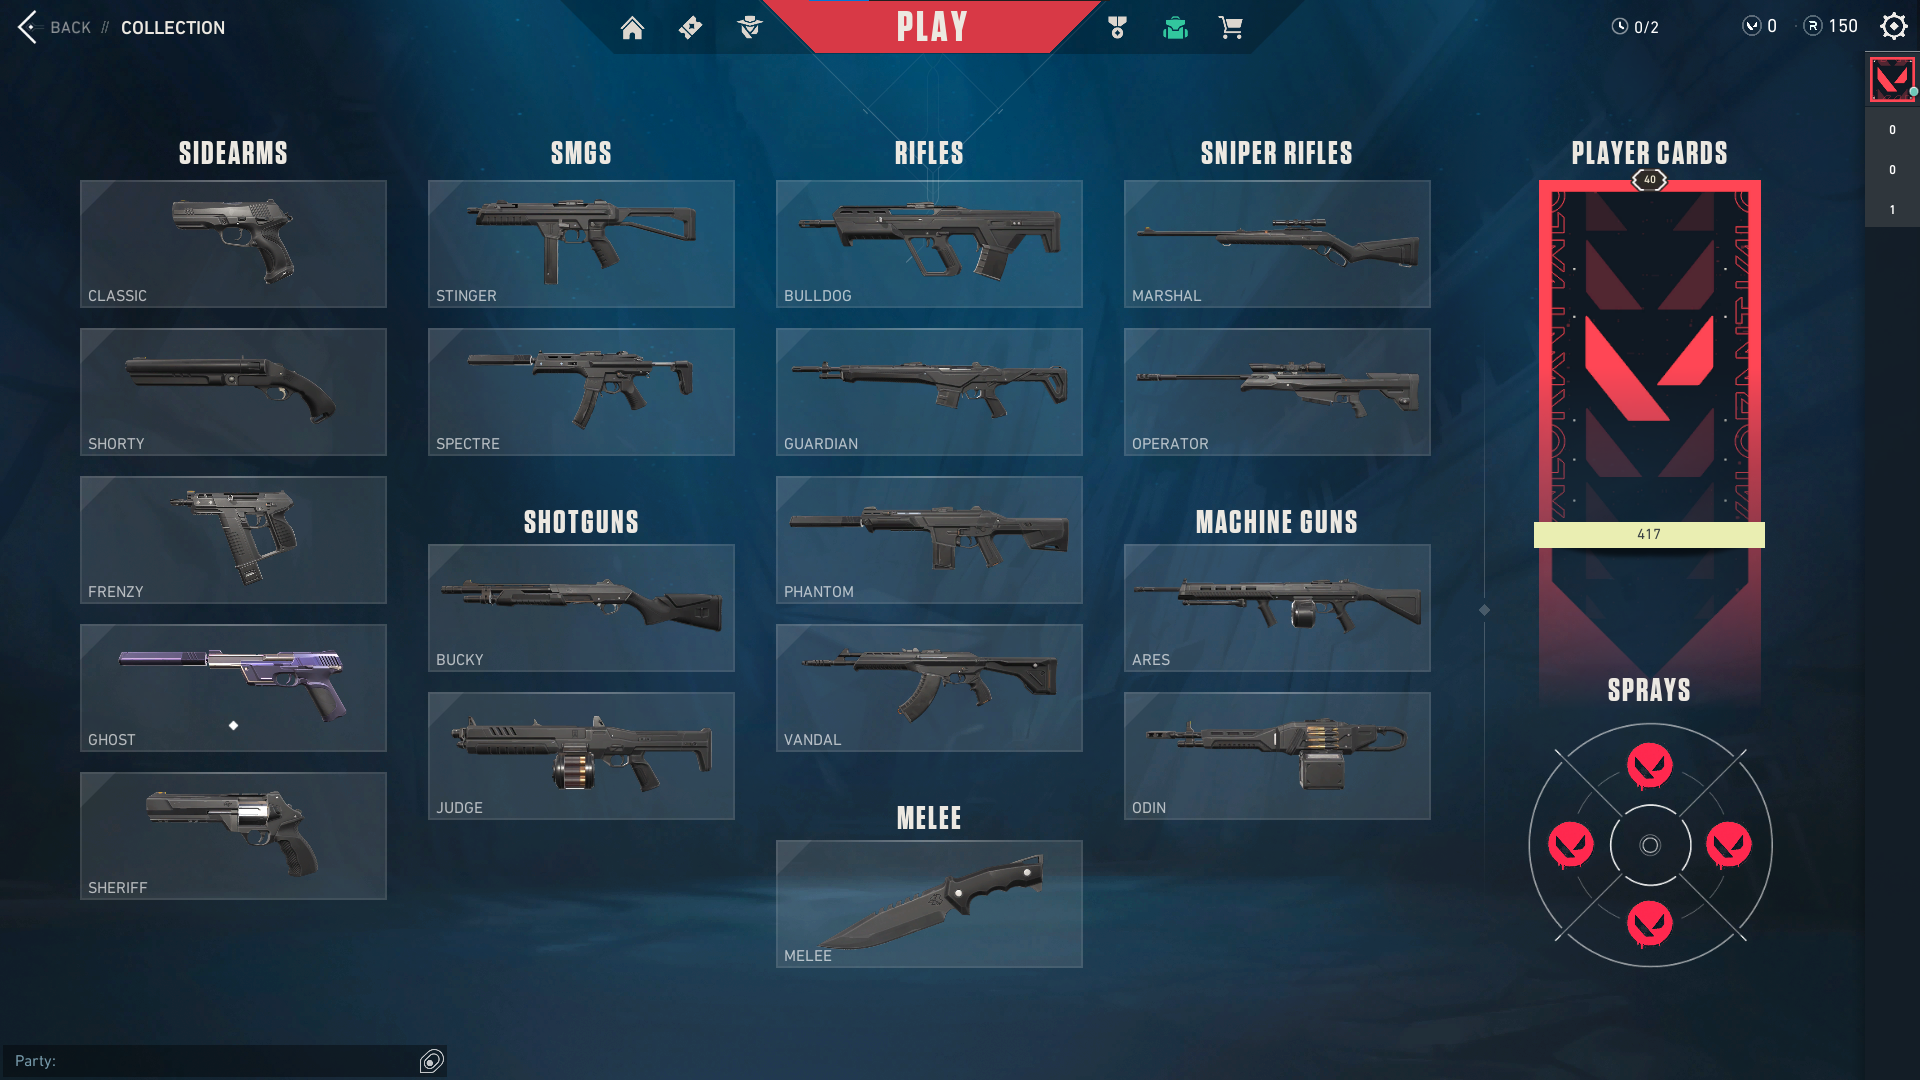 BACK // COLLECTION
PLAY
0/2
0
150
0
0
1
SIDEARMS
CLASSIC
SHORTY
FRENZY
GHOST
SHERIFF
SMGS
STINGER
SPECTRE
SHOTGUNS
BUCKY
JUDGE
RIFLES
BULLDOG
GUARDIAN
PHANTOM
VANDAL
MELEE
MELEE
SNIPER RIFLES
MARSHAL
OPERATOR
MACHINE GUNS
ARES
ODIN
PLAYER CARDS
40
VALORANT
VALORANT
417
SPRAYS
Party: